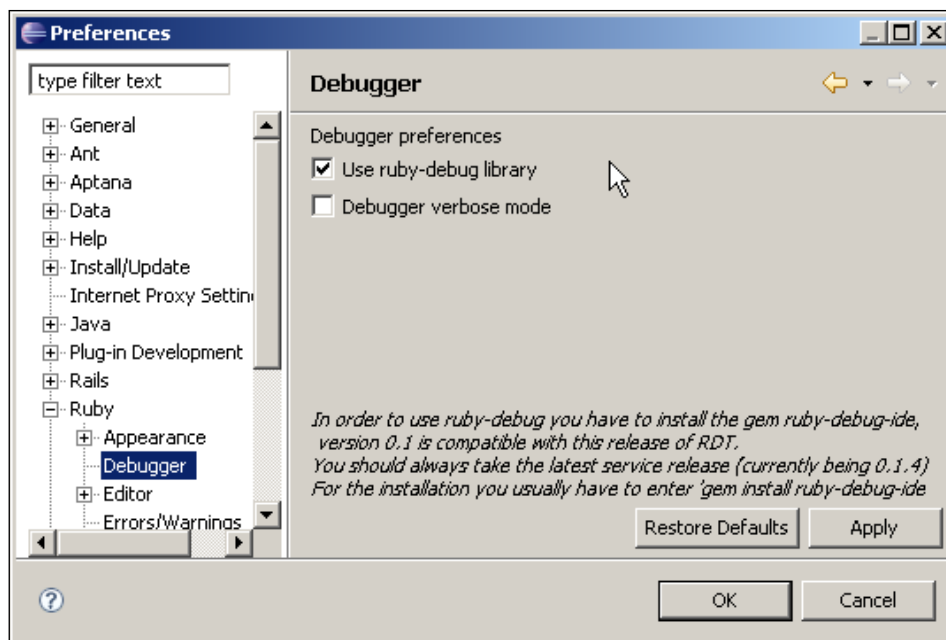 Preferences
type filter text
Debugger
General
Ant
Aptana
Data
Help
Install/Update
Internet Proxy Settin
Java
Plug-in Development
Rails
Ruby
Appearance
Debugger
Editor
Errors/Warnings
Debugger preferences
Use ruby-debug library
Debugger verbose mode
In order to use ruby-debug you have to install the gem ruby-debug-ide,
version 0.1 is compatible with this release of RDT.
You should always take the latest service release (currently being 0.1.4)
For the installation you usually have to enter 'gem install ruby-debug-ide
Restore Defaults
Apply
?
OK
Cancel